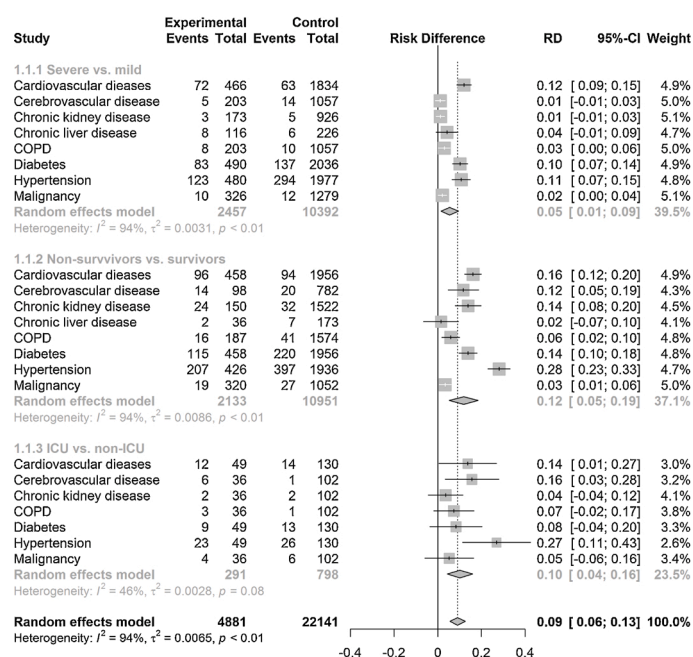 Experimental Control
Study Events Total Events Total Risk Difference RD 95%-CI Weight
1.1.1 Severe vs. mild
Cardiovascular diseases 72 466 63 1834 0.12 [0.09; 0.15] 4.9%
Cerebrovascular disease 5 203 14 1057 0.01 [-0.01; 0.03] 5.0%
Chronic kidney disease 3 173 5 926 0.01 [-0.01; 0.03] 5.1%
Chronic liver disease 8 116 6 226 0.04 [-0.01; 0.09] 4.7%
COPD 8 203 10 1057 0.03 [0.00; 0.06] 5.0%
Diabetes 83 490 137 2036 0.10 [0.07; 0.14] 4.9%
Hypertension 123 480 294 1977 0.11 [0.07; 0.15] 4.8%
Malignancy 10 326 12 1279 0.02 [0.00; 0.04] 5.1%
Random effects model 2457 10392 0.05 [ 0.01; 0.09] 39.5%
Heterogeneity: I² = 94%, τ² = 0.0031, p < 0.01
1.1.2 Non-survvivors vs. survivors
Cardiovascular diseases 96 458 94 1956 0.16 [0.12; 0.20] 4.9%
Cerebrovascular disease 14 98 20 782 0.12 [0.05; 0.19] 4.3%
Chronic kidney disease 24 150 32 1522 0.14 [0.08; 0.20] 4.5%
Chronic liver disease 2 36 7 173 0.02 [-0.07; 0.10] 4.1%
COPD 16 187 41 1574 0.06 [0.02; 0.10] 4.8%
Diabetes 115 458 220 1956 0.14 [0.10; 0.18] 4.8%
Hypertension 207 426 397 1936 0.28 [0.23; 0.33] 4.7%
Malignancy 19 320 27 1052 0.03 [0.01; 0.06] 5.0%
Random effects model 2133 10951 0.12 [ 0.05; 0.19] 37.1%
Heterogeneity: I² = 94%, τ² = 0.0086, p < 0.01
1.1.3 ICU vs. non-ICU
Cardiovascular diseases 12 49 14 130 0.14 [ 0.01; 0.27] 3.0%
Cerebrovascular disease 6 36 1 102 0.16 [ 0.03; 0.28] 3.2%
Chronic kidney disease 2 36 2 102 0.04 [-0.04; 0.12] 4.1%
COPD 3 36 1 102 0.07 [-0.02; 0.17] 3.8%
Diabetes 9 49 13 130 0.08 [-0.04; 0.20] 3.3%
Hypertension 23 49 26 130 0.27 [ 0.11; 0.43] 2.6%
Malignancy 4 36 6 102 0.05 [-0.06; 0.16] 3.4%
Random effects model 291 798 0.10 [ 0.04; 0.16] 23.5%
Heterogeneity: I² = 46%, τ² = 0.0028, p = 0.08
Random effects model 4881 22141 0.09 [ 0.06; 0.13] 100.0%
Heterogeneity: I² = 94%, τ² = 0.0065, p < 0.01
-0.4 -0.2 0 0.2 0.4